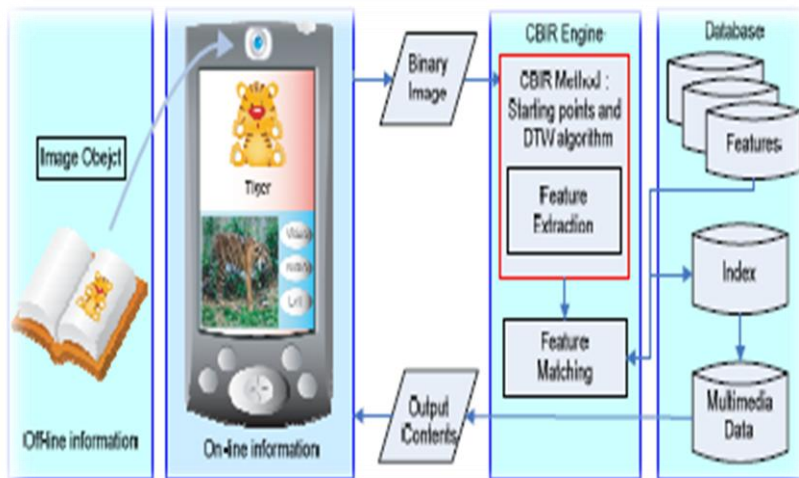 Image Obejct
Off-line information
Tiger
On-line information
Binary
Image
Output
Contents
CBIR Engine
CBIR Method :
Starting points and
DTW algorithm
Feature
Extraction
Feature
Matching
Database
Features
Index
Multimedia
Data